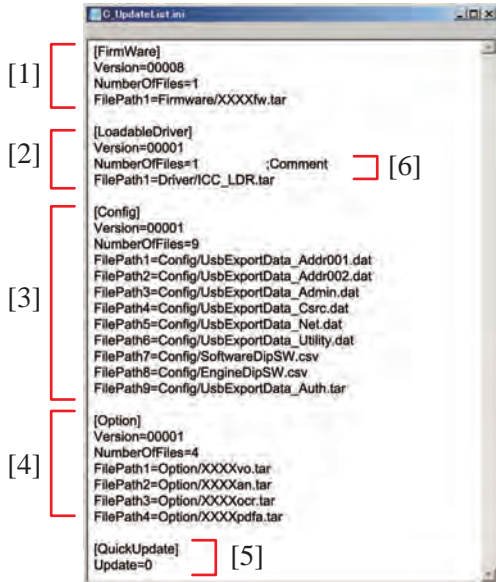 C_UpdateList.ini
[1]
[FirmWare]
Version=00008
NumberOfFiles=1
FilePath1=Firmware/XXXXfw.tar
[2]
[LoadableDriver]
Version=00001
NumberOfFiles=1 ;Comment
[6]
FilePath1=Driver/ICC_LDR.tar
[3]
[Config]
Version=00001
NumberOfFiles=9
FilePath1=Config/UsbExportData_Addr001.dat
FilePath2=Config/UsbExportData_Addr002.dat
FilePath3=Config/UsbExportData_Admin.dat
FilePath4=Config/UsbExportData_Csrc.dat
FilePath5=Config/UsbExportData_Net.dat
FilePath6=Config/UsbExportData_Utility.dat
FilePath7=Config/SoftwareDipSW.csv
FilePath8=Config/EngineDipSW.csv
FilePath9=Config/UsbExportData_Auth.tar
[4]
[Option]
Version=00001
NumberOfFiles=4
FilePath1=Option/XXXXvo.tar
FilePath2=Option/XXXXan.tar
FilePath3=Option/XXXXocr.tar
FilePath4=Option/XXXXpdfa.tar
[QuickUpdate]
Update=0
[5]